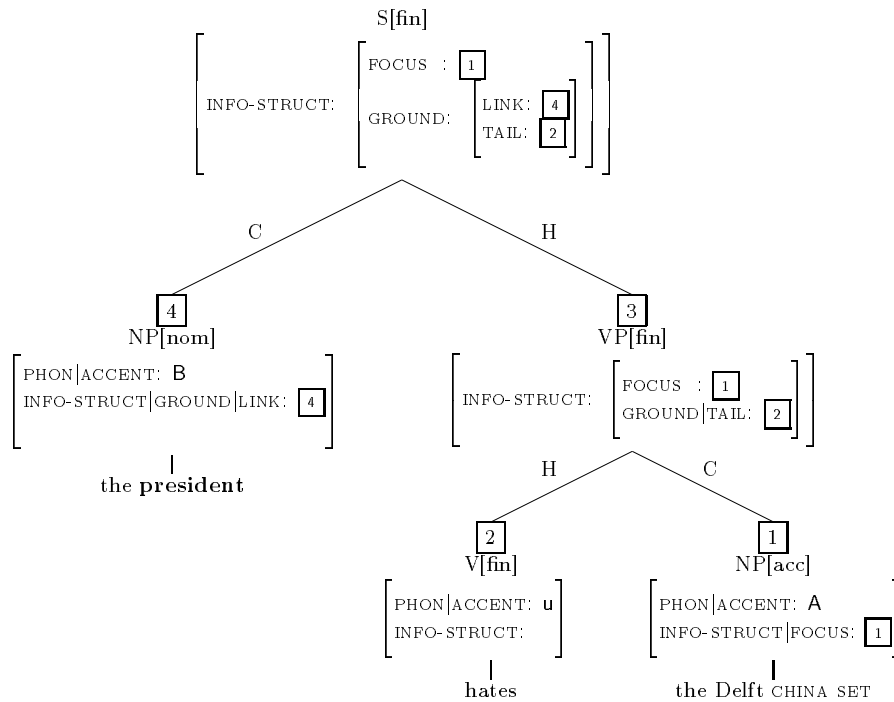 S[fin]
FOCUS : 1
INFO-STRUCT: GROUND: LINK: 4
TAIL: 2
C H
4 3
NP[nom] VP[fin]
PHON|ACCENT: B
INFO-STRUCT|GROUND|LINK: 4
INFO-STRUCT: FOCUS : 1
GROUND|TAIL: 2
the president
H C
2 1
V[fin] NP[acc]
PHON|ACCENT: u
INFO-STRUCT:
PHON|ACCENT: A
INFO-STRUCT|FOCUS: 1
hates the Delft CHINA SET